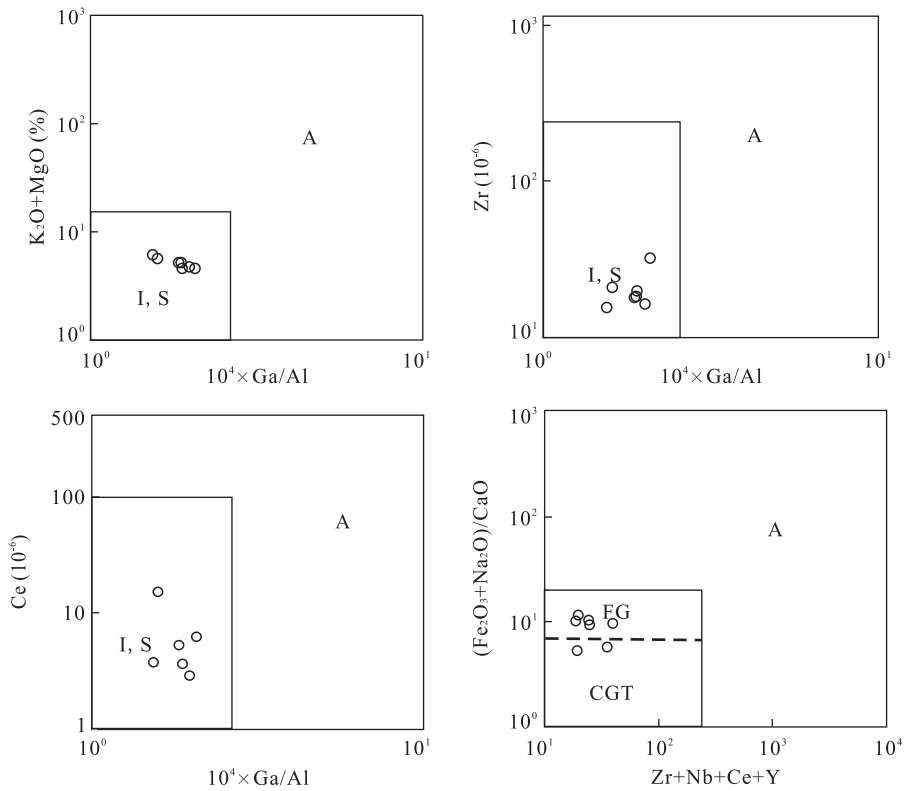 10³
10²
10¹
10⁰
K₂O+MgO (%)
A
I, S
10⁰
10¹
10⁴×Ga/Al
10³
10²
10¹
Zr (10⁻⁶)
A
I, S
10⁰
10¹
10⁴×Ga/Al
500
100
10
1
Ce (10⁻⁶)
A
I, S
10⁰
10¹
10⁴×Ga/Al
10³
10²
10¹
10⁰
(Fe₂O₃+Na₂O)/CaO
A
FG
CGT
10¹
10²
10³
10⁴
Zr+Nb+Ce+Y